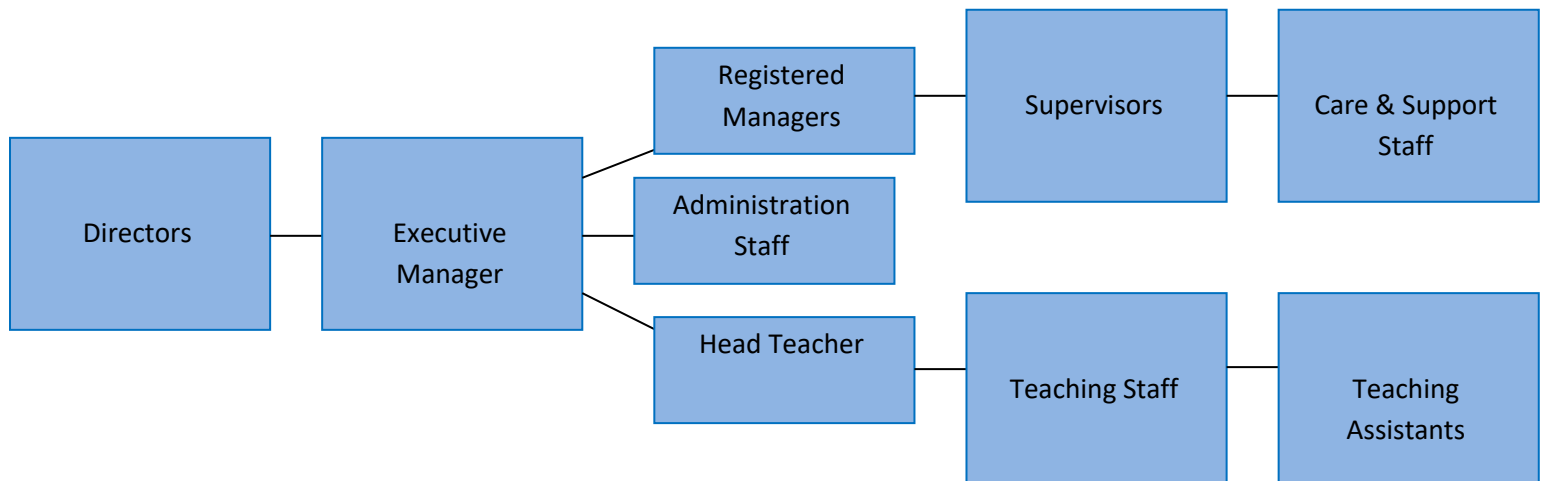 Directors
Executive
Manager
Registered
Managers
Administration
Staff
Head Teacher
Supervisors
Care & Support
Staff
Teaching Staff
Teaching
Assistants